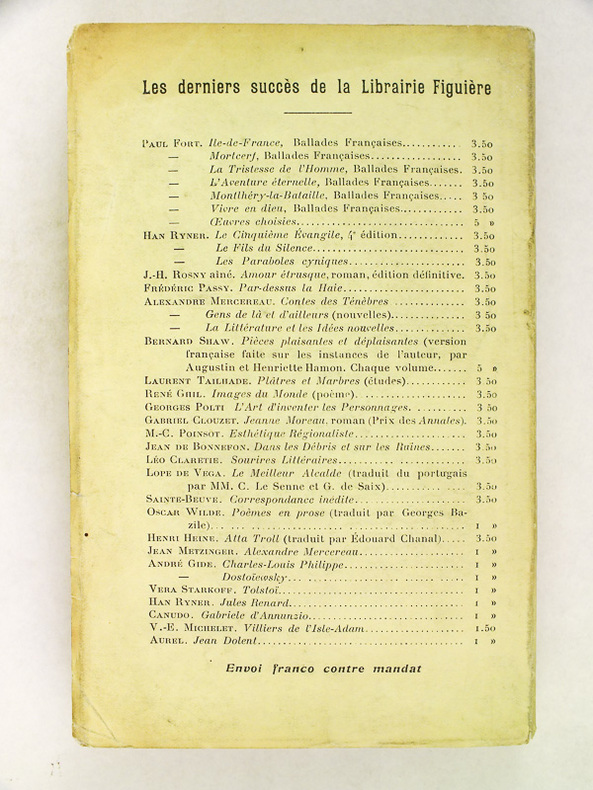 Les derniers succès de la Librairie Figuière
PAUL FORT. Ile-de-France, Ballades Françaises........... 3.50
— Mortcerf, Ballades Françaises................. 3.50
— La Tristesse de l'Homme, Ballades Françaises. 3.50
— L'Aventure éternelle, Ballades Françaises....... 3.50
— Montlhéry-la-Bataille, Ballades Françaises..... 3 50
— Vivre en dieu, Ballades Françaises............ 3.50
— Œuvres choisies............................... 5 »
HAN RYNER. Le Cinquième Évangile, 4e édition............ 3.50
— Le Fils du Silence........................... 3.50
— Les Paraboles cyniques....................... 3.50
J.-H. ROSNY aîné. Amour étrusque, roman, édition définitive. 3.50
FRÉDÉRIC PASSY. Par-dessus la Haie..................... 3.50
ALEXANDRE MERCEREAU. Contes des Ténèbres .............. 3.50
— Gens de là et d'ailleurs (nouvelles)............. 3 50
— La Littérature et les Idées nouvelles............. 3.50
BERNARD SHAW. Pièces plaisantes et déplaisantes (version
française faite sur les instances de l'auteur, par
Augustin et Henriette Hamon. Chaque volume...... 5 »
LAURENT TAILHADE. Plâtres et Marbres (études).......... 3 50
RENÉ GHIL. Images du Monde (poème).................. 3.50
GEORGES POLTI L'Art d'inventer les Personnages. .......... 3 50
GABRIEL CLOUZET. Jeanne Moreau, roman (Prix des Annales). 3.50
M.-C. POINSOT. Esthétique Régionaliste................... 3.50
JEAN DE BONNEFON. Dans les Débris et sur les Ruines...... 3.50
LÉO CLARETIE. Sourires Littéraires....................... 3.50
LOPE DE VEGA. Le Meilleur Alcalde (traduit du portugais
par MM. C. Le Senne et G. de Saix).............. 3.50
SAINTE-BEUVE. Correspondance inédite.................... 3.50
OSCAR WILDE. Poèmes en prose (traduit par Georges Ba-
zile)........................................ 1 »
HENRI HEINE. Atta Troll (traduit par Édouard Chanal)..... 3.50
JEAN METZINGER. Alexandre Mercereau.................... 1 »
ANDRÉ GIDE. Charles-Louis Philippe...................... 1 »
— Dostoïewsky............................... 1 »
VERA STARKOFF. Tolstoï.................................. 1 »
HAN RYNER. Jules Renard................................ 1 »
CANUDO. Gabriele d'Annunzio............................. 1 »
V.-E. MICHELET. Villiers de l'Isle-Adam................... 1.50
AUREL. Jean Dolent...................................... 1 »
Envoi franco contre mandat